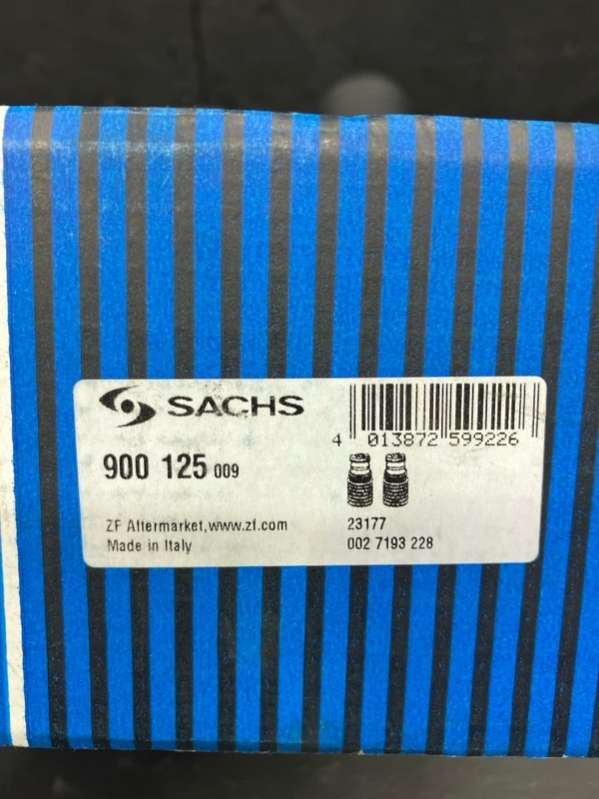 SACHS
4 013872 599226
900 125 009
ZF Aftermarket,www.zf.com
23177
Made in Italy
002 7193 228